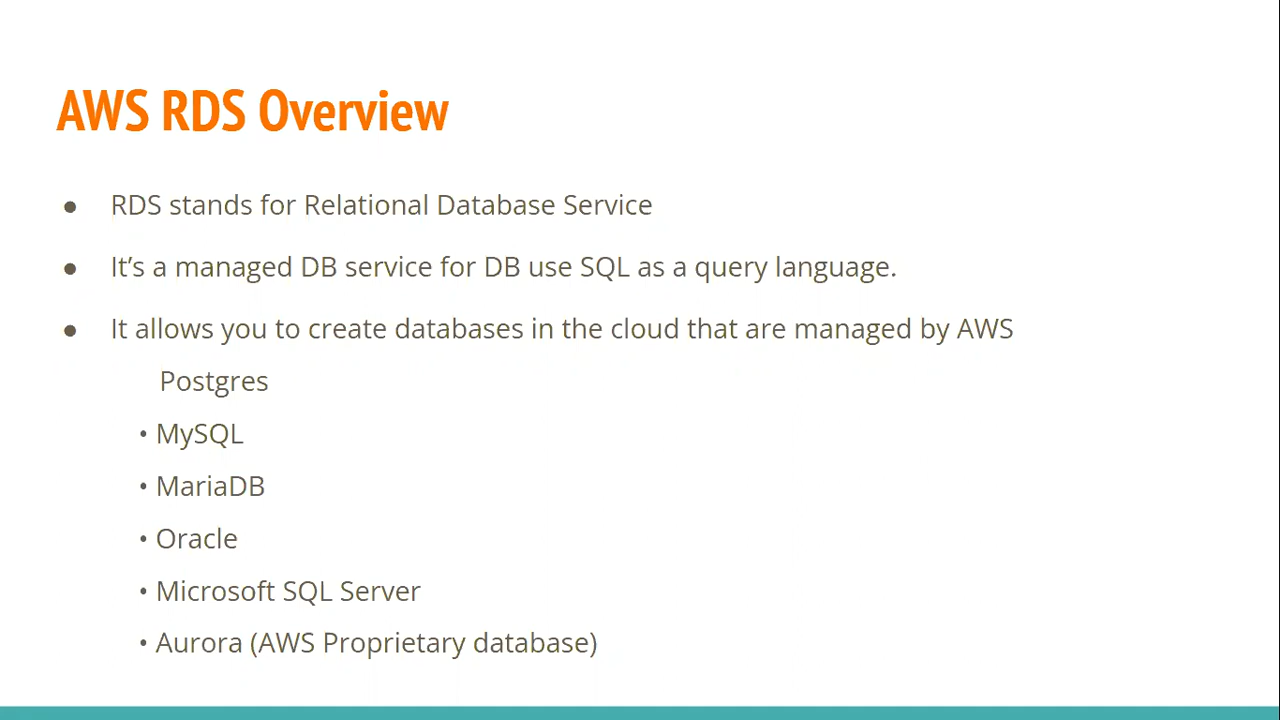 AWS RDS Overview
● RDS stands for Relational Database Service
● It’s a managed DB service for DB use SQL as a query language.
● It allows you to create databases in the cloud that are managed by AWS
Postgres
• MySQL
• MariaDB
• Oracle
• Microsoft SQL Server
• Aurora (AWS Proprietary database)